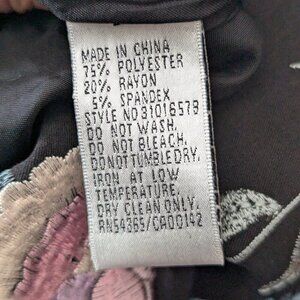 MADE IN CHINA
75% POLYESTER
20% RAYON
5% SPANDEX
STYLE NO 31016578
DO NOT WASH.
DO NOT BLEACH.
DO NOT TUMBLE DRY.
IRON AT LOW
TEMPERATURE.
DRY CLEAN ONLY.
RN54365/CA00142